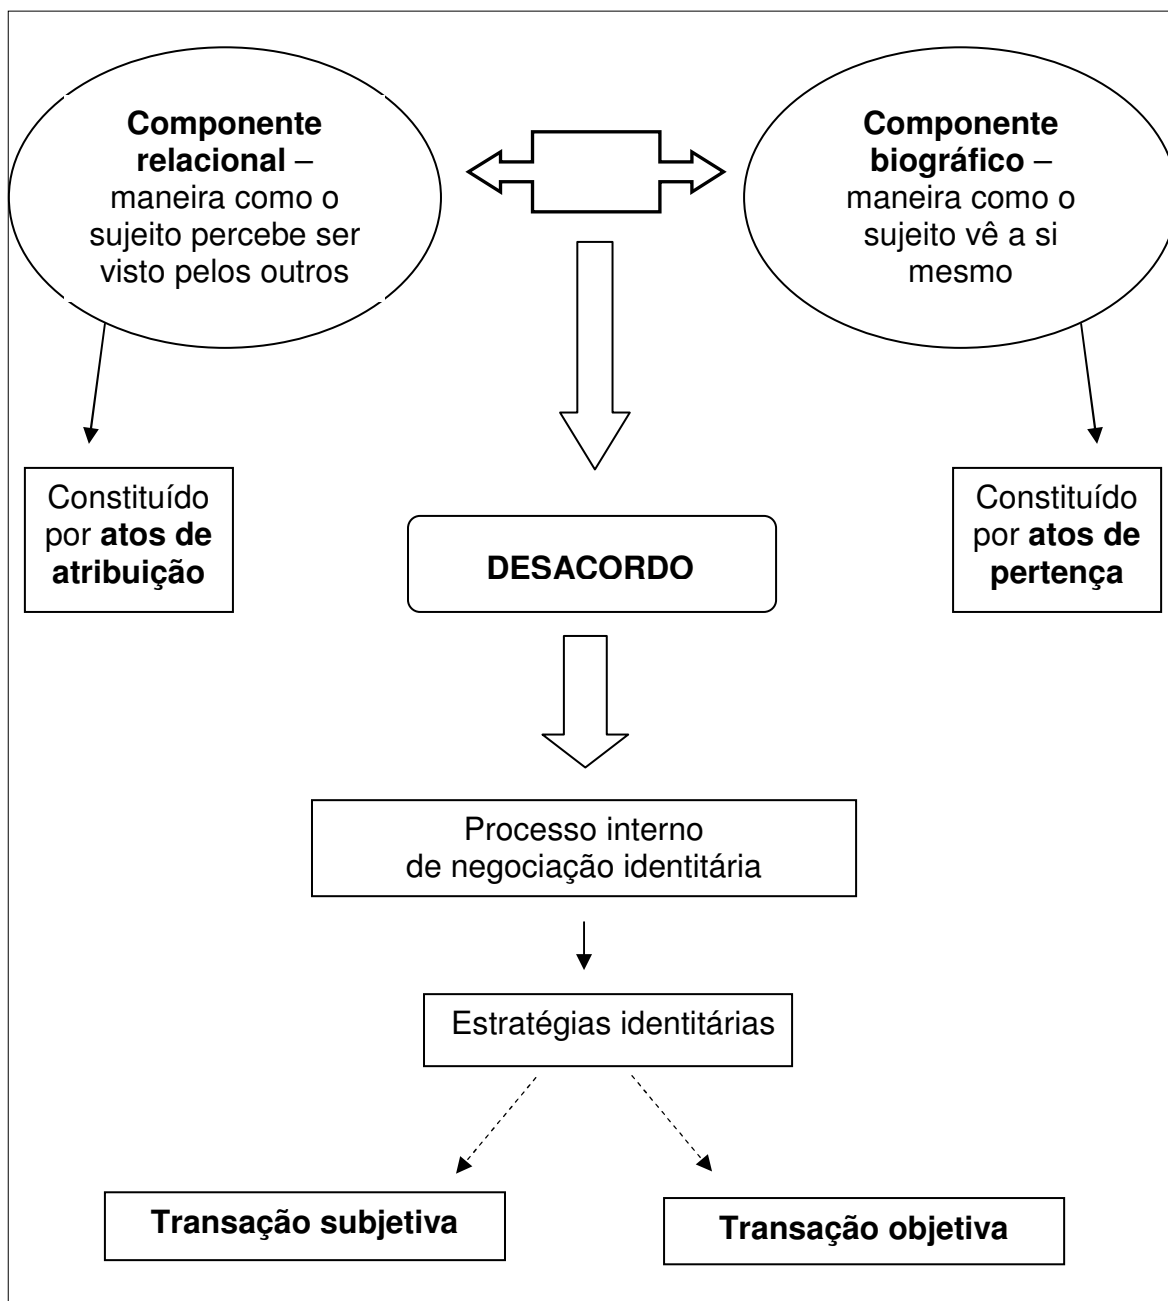 Componente
relacional –
maneira como o
sujeito percebe ser
visto pelos outros
Componente
biográfico –
maneira como o
sujeito vê a si
mesmo
Constituído
por atos de
atribuição
DESACORDO
Constituído
por atos de
pertença
Processo interno
de negociação identitária
Estratégias identitárias
Transação subjetiva
Transação objetiva